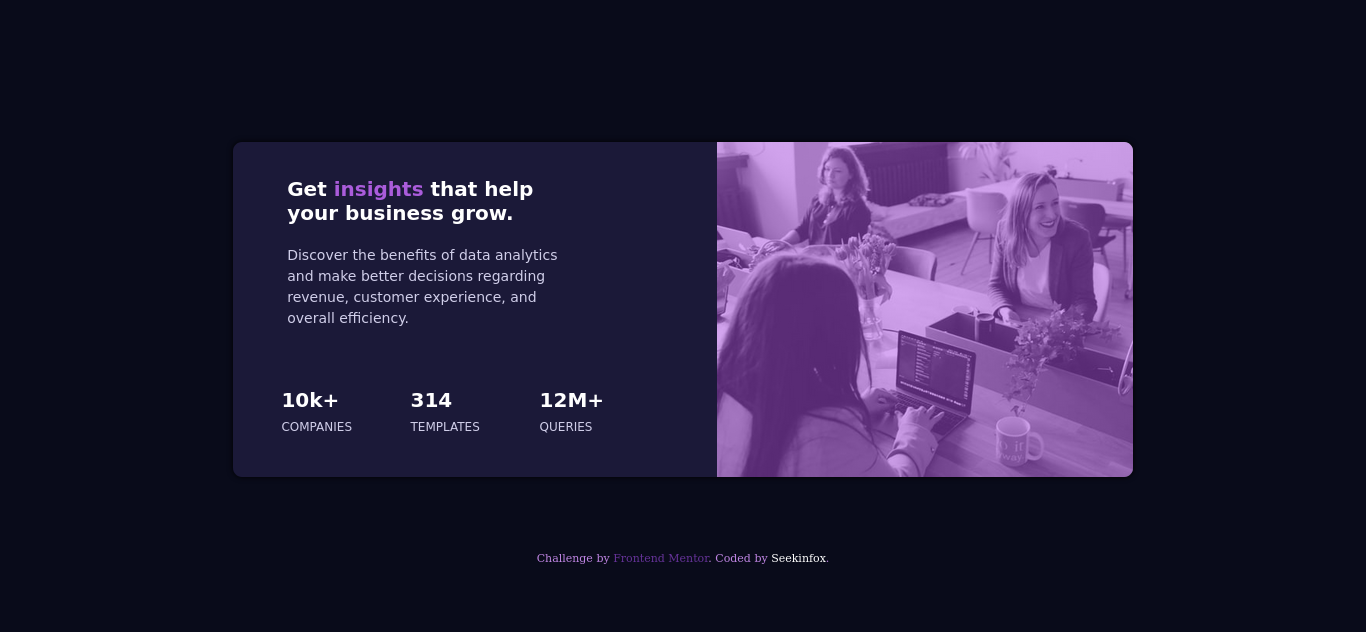 Get insights that help
your business grow.
Discover the benefits of data analytics
and make better decisions regarding
revenue, customer experience, and
overall efficiency.
10k+ 314 12M+
COMPANIES TEMPLATES QUERIES
Challenge by Frontend Mentor. Coded by Seekinfox.